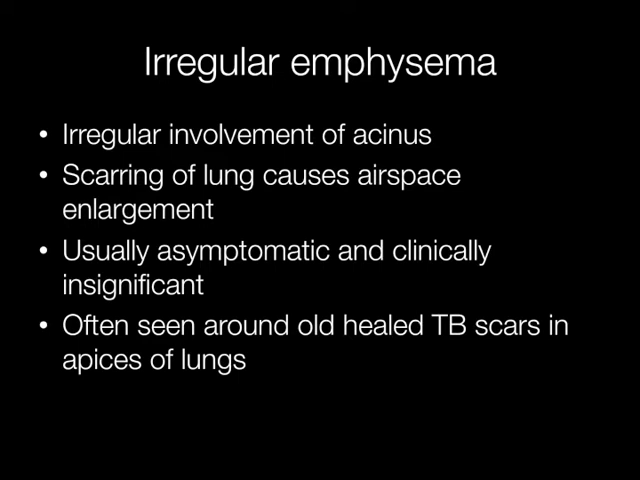 Irregular emphysema
• Irregular involvement of acinus
• Scarring of lung causes airspace
enlargement
• Usually asymptomatic and clinically
insignificant
• Often seen around old healed TB scars in
apices of lungs